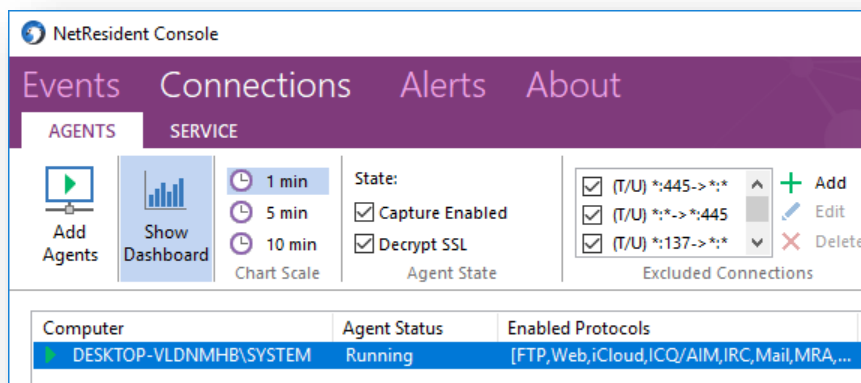 NetResident Console
Events Connections Alerts About
AGENTS SERVICE
Add Agents
Show Dashboard
1 min
5 min
10 min
Chart Scale
State:
Capture Enabled
Decrypt SSL
Agent State
(T/U) *:445->*:*
(T/U) *:*->*:445
(T/U) *:137->*:*
Add
Edit
Delete
Excluded Connections
Computer Agent Status Enabled Protocols
DESKTOP-VLDNMHB\SYSTEM Running [FTP,Web,iCloud,ICQ/AIM,IRC,Mail,MRA,...